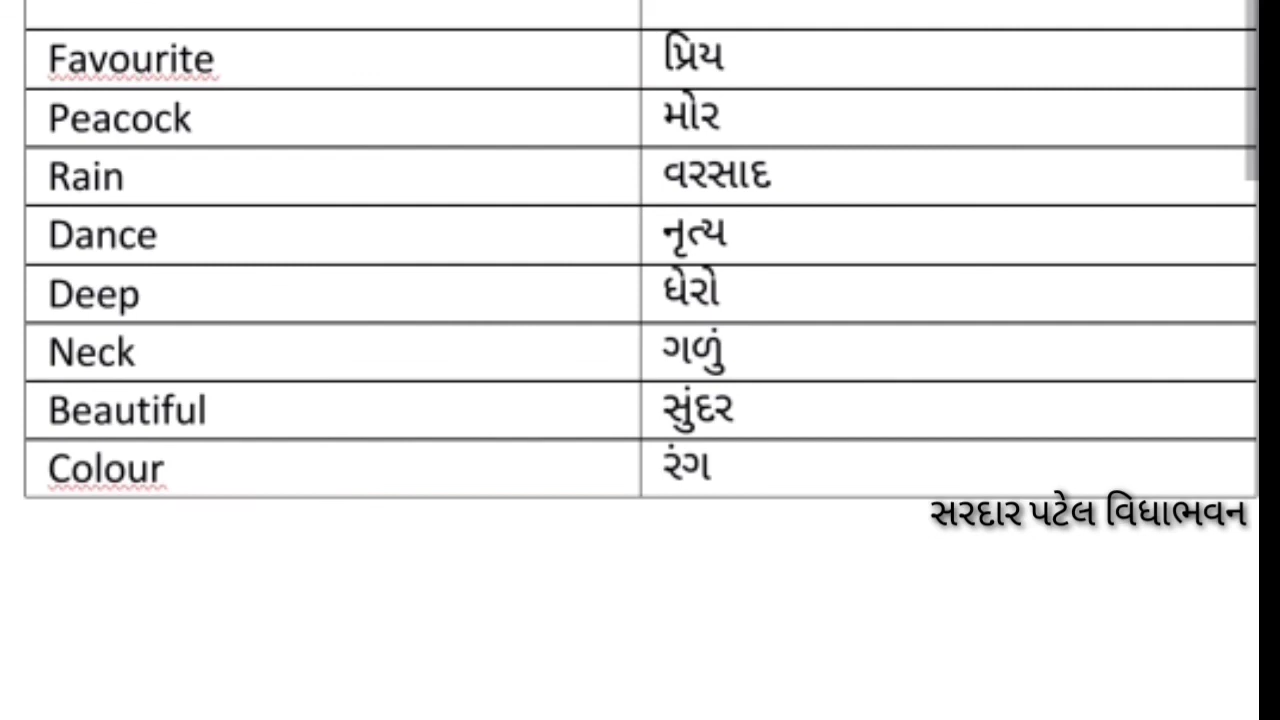 Favourite પ્રિય
Peacock મોર
Rain વરસાદ
Dance નૃત્ય
Deep ઘેરો
Neck ગળું
Beautiful સુંદર
Colour રંગ
સરદાર પટેલ વિધાભવન